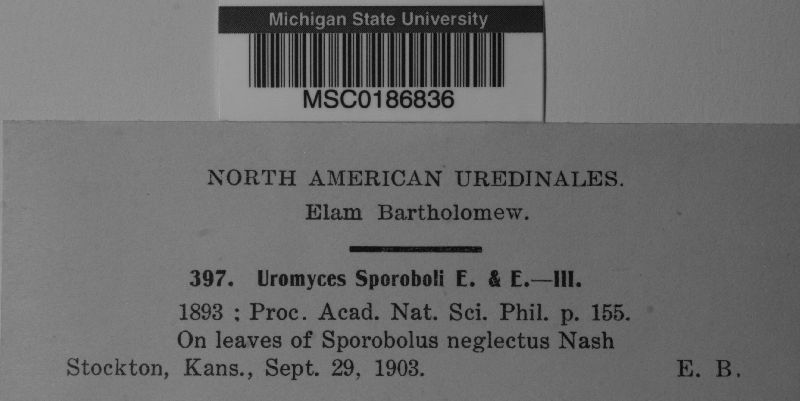 Michigan State University
MSC0186836
NORTH AMERICAN UREDINALES.
Elam Bartholomew.
397. Uromyces Sporoboli E. & E.—III.
1893 ; Proc. Acad. Nat. Sci. Phil. p. 155.
On leaves of Sporobolus neglectus Nash
Stockton, Kans., Sept. 29, 1903. E. B.